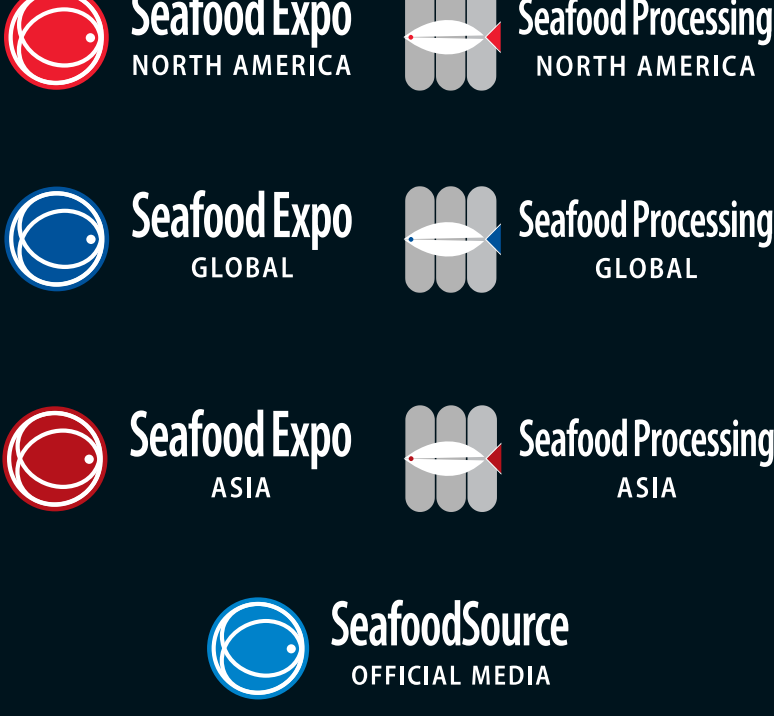 Seafood Expo
NORTH AMERICA
Seafood Processing
NORTH AMERICA
Seafood Expo
GLOBAL
Seafood Processing
GLOBAL
Seafood Expo
ASIA
Seafood Processing
ASIA
SeafoodSource
OFFICIAL MEDIA